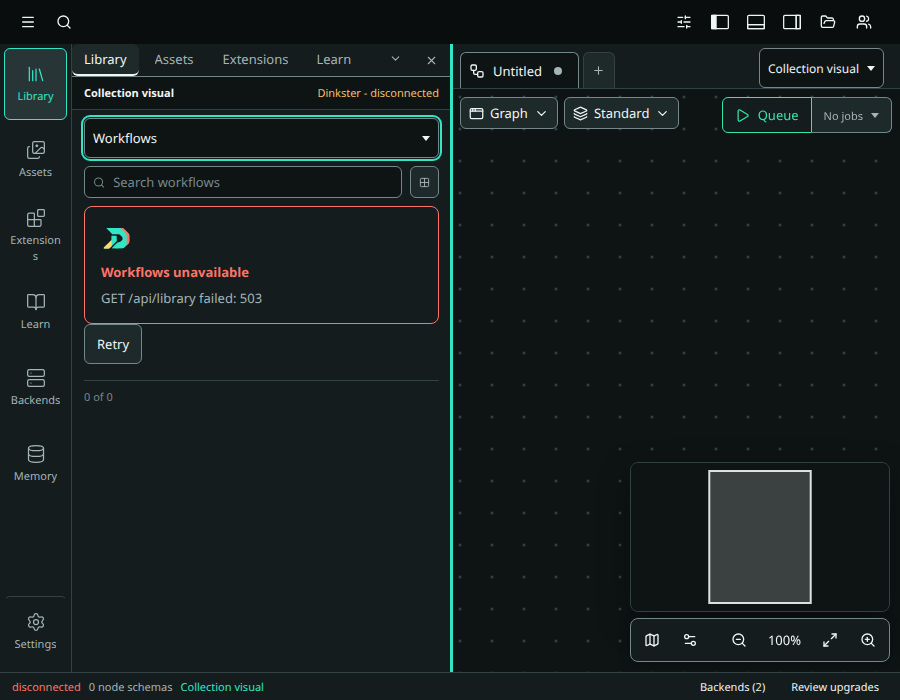 Library Assets Extensions Learn
Collection visual Dinkster - disconnected
Workflows
Search workflows
Workflows unavailable
GET /api/library failed: 503
Retry
0 of 0
Library
Assets
Extension
s
Learn
Backends
Memory
Settings
Untitled
Collection visual
Graph
Standard
Queue
No jobs
100%
disconnected 0 node schemas Collection visual
Backends (2) Review upgrades